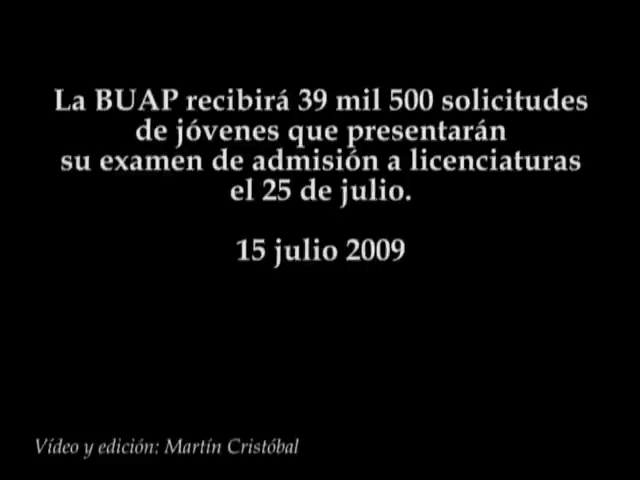 La BUAP recibirá 39 mil 500 solicitudes
de jóvenes que presentarán
su examen de admisión a licenciaturas
el 25 de julio.
15 julio 2009
Vídeo y edición: Martín Cristóbal